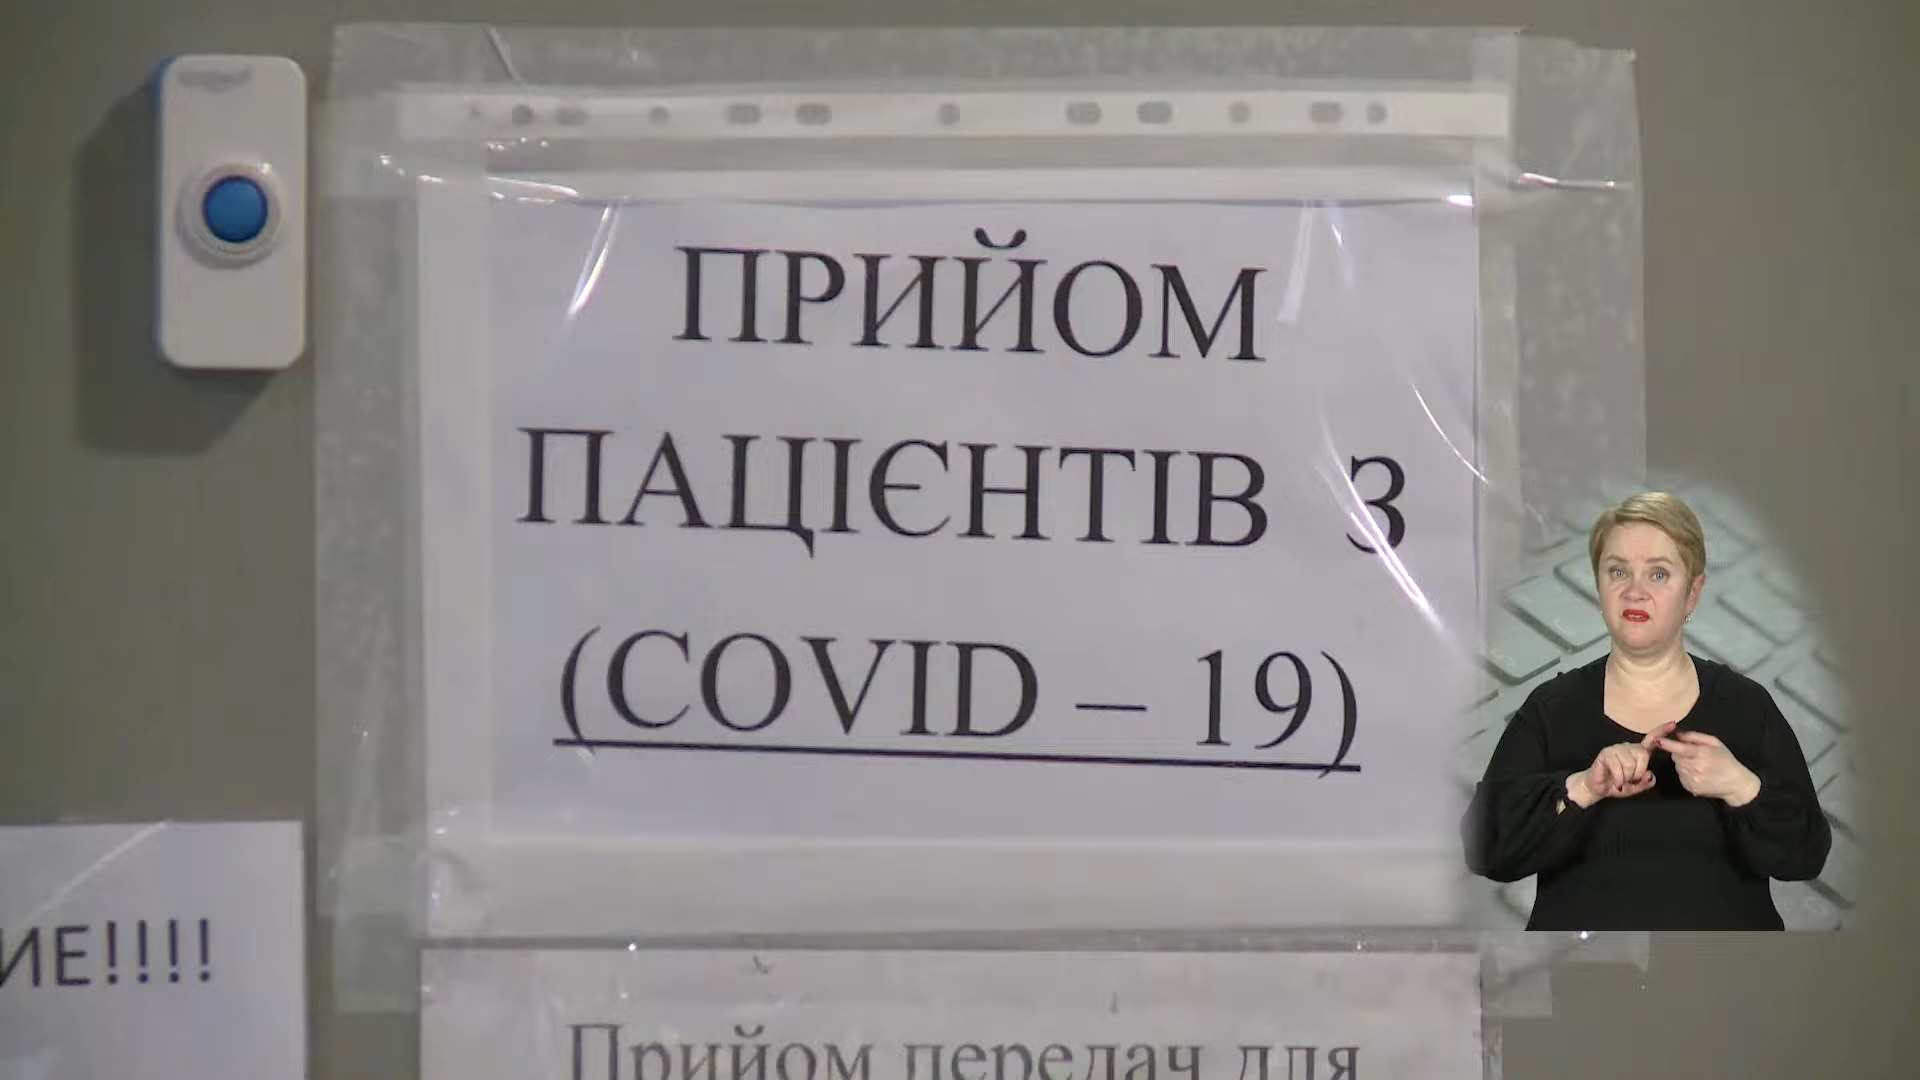 ПРИЙОМ
ПАЦІЄНТІВ З
(COVID – 19)
ИЕ!!!!
Прийом передач для